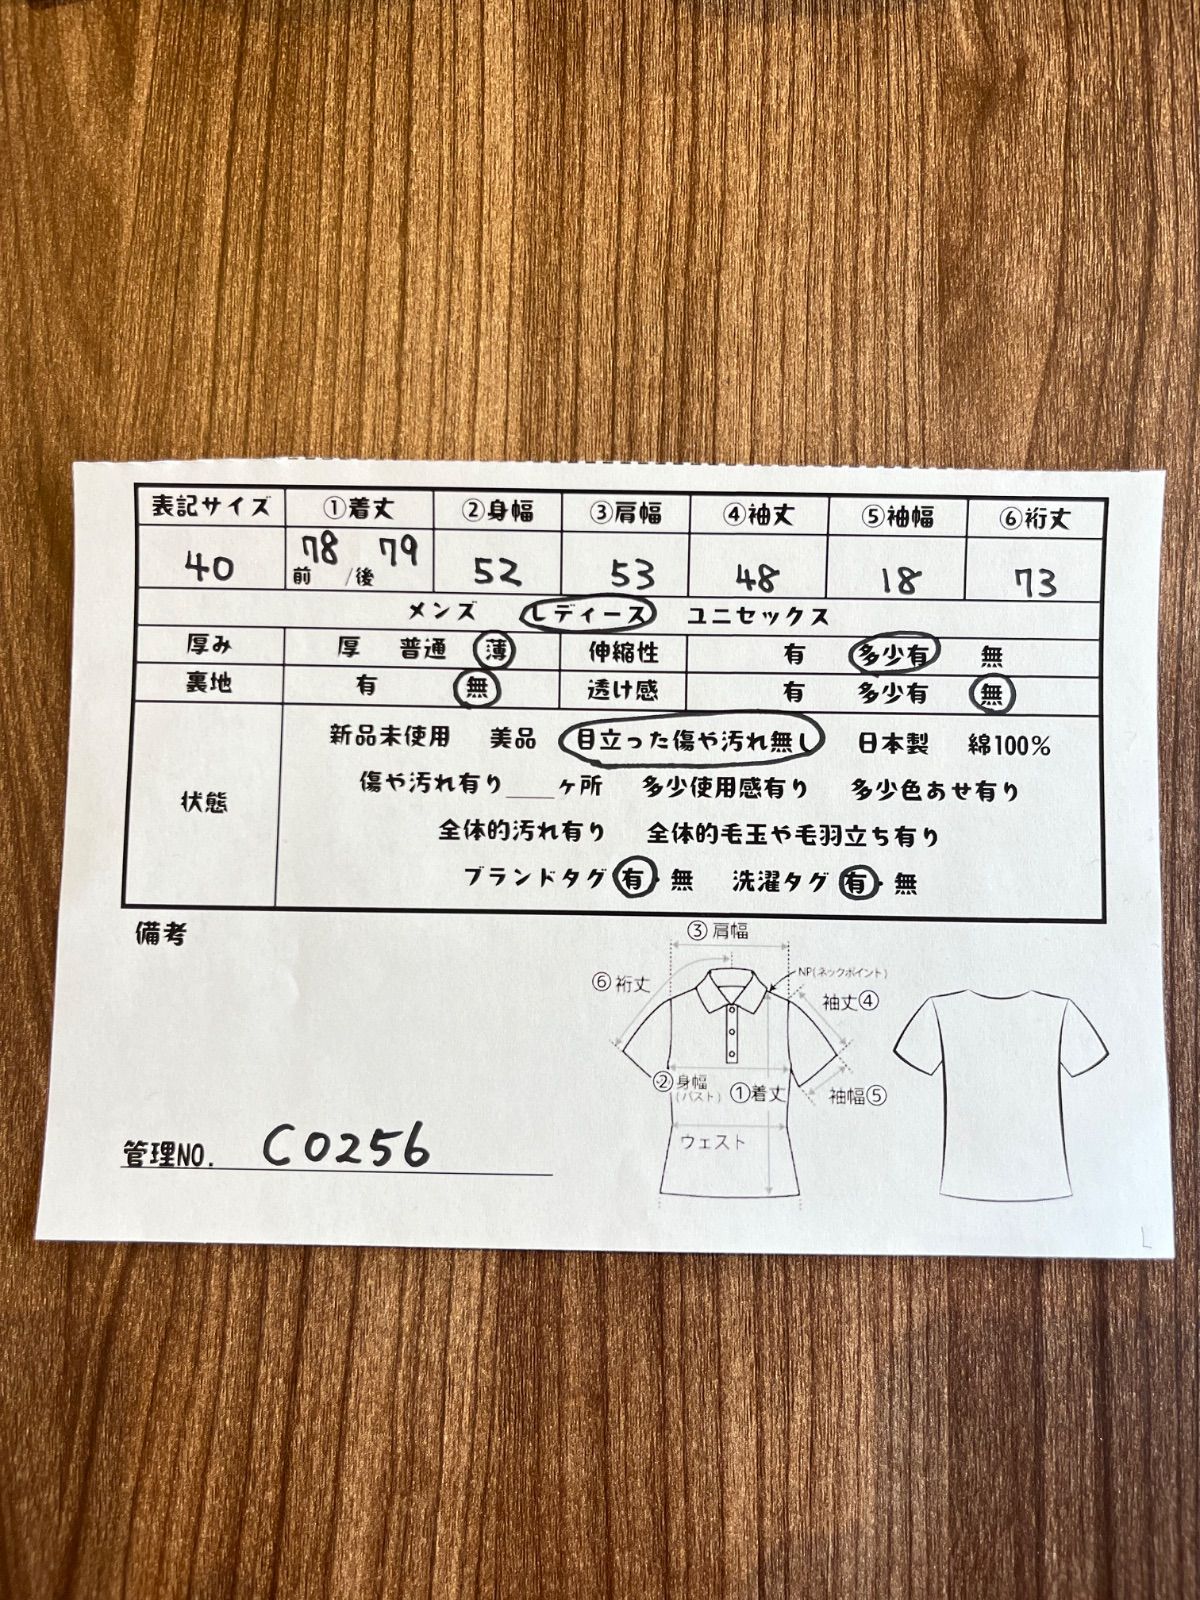 表記サイズ ①着丈 ②身幅 ③肩幅 ④袖丈 ⑤袖幅 ⑥裄丈
40 78 79 52 53 48 18 73
前 /後
メンズ レディース ユニセックス
厚み 厚 普通 薄 伸縮性 有 多少有 無
裏地 有 無 透け感 有 多少有 無
新品未使用 美品 目立った傷や汚れ無し 日本製 綿100%
状態 傷や汚れ有り___ヶ所 多少使用感有り 多少色あせ有り
全体的汚れ有り 全体的毛玉や毛羽立ち有り
ブランドタグ 有・無 洗濯タグ 有・無
備考
③肩幅
⑥裄丈
NP(ネックポイント)
袖丈④
②身幅
(バスト)
①着丈
袖幅⑤
ウェスト
管理NO. C0256
L